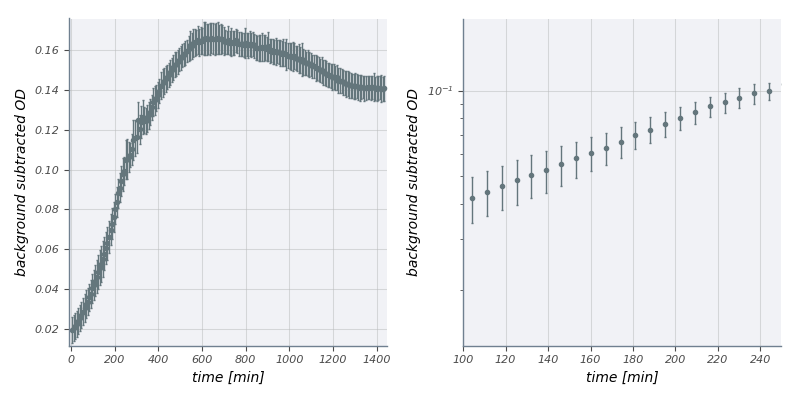 background subtracted OD
0.16
0.14
0.12
0.10
0.08
0.06
0.04
0.02
0 200 400 600 800 1000 1200 1400
time [min]
background subtracted OD
10⁻¹
100 120 140 160 180 200 220 240
time [min]